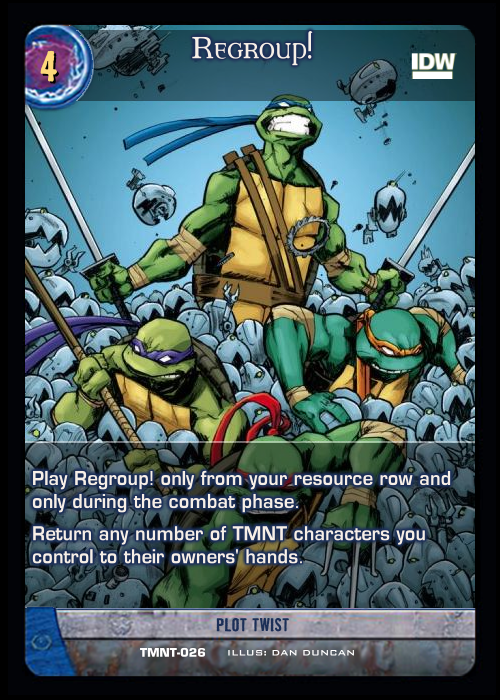 4
Regroup!
IDW
Play Regroup! only from your resource row and
only during the combat phase.
Return any number of TMNT characters you
control to their owners' hands.
PLOT TWIST
TMNT-026 ILLUS: DAN DUNCAN